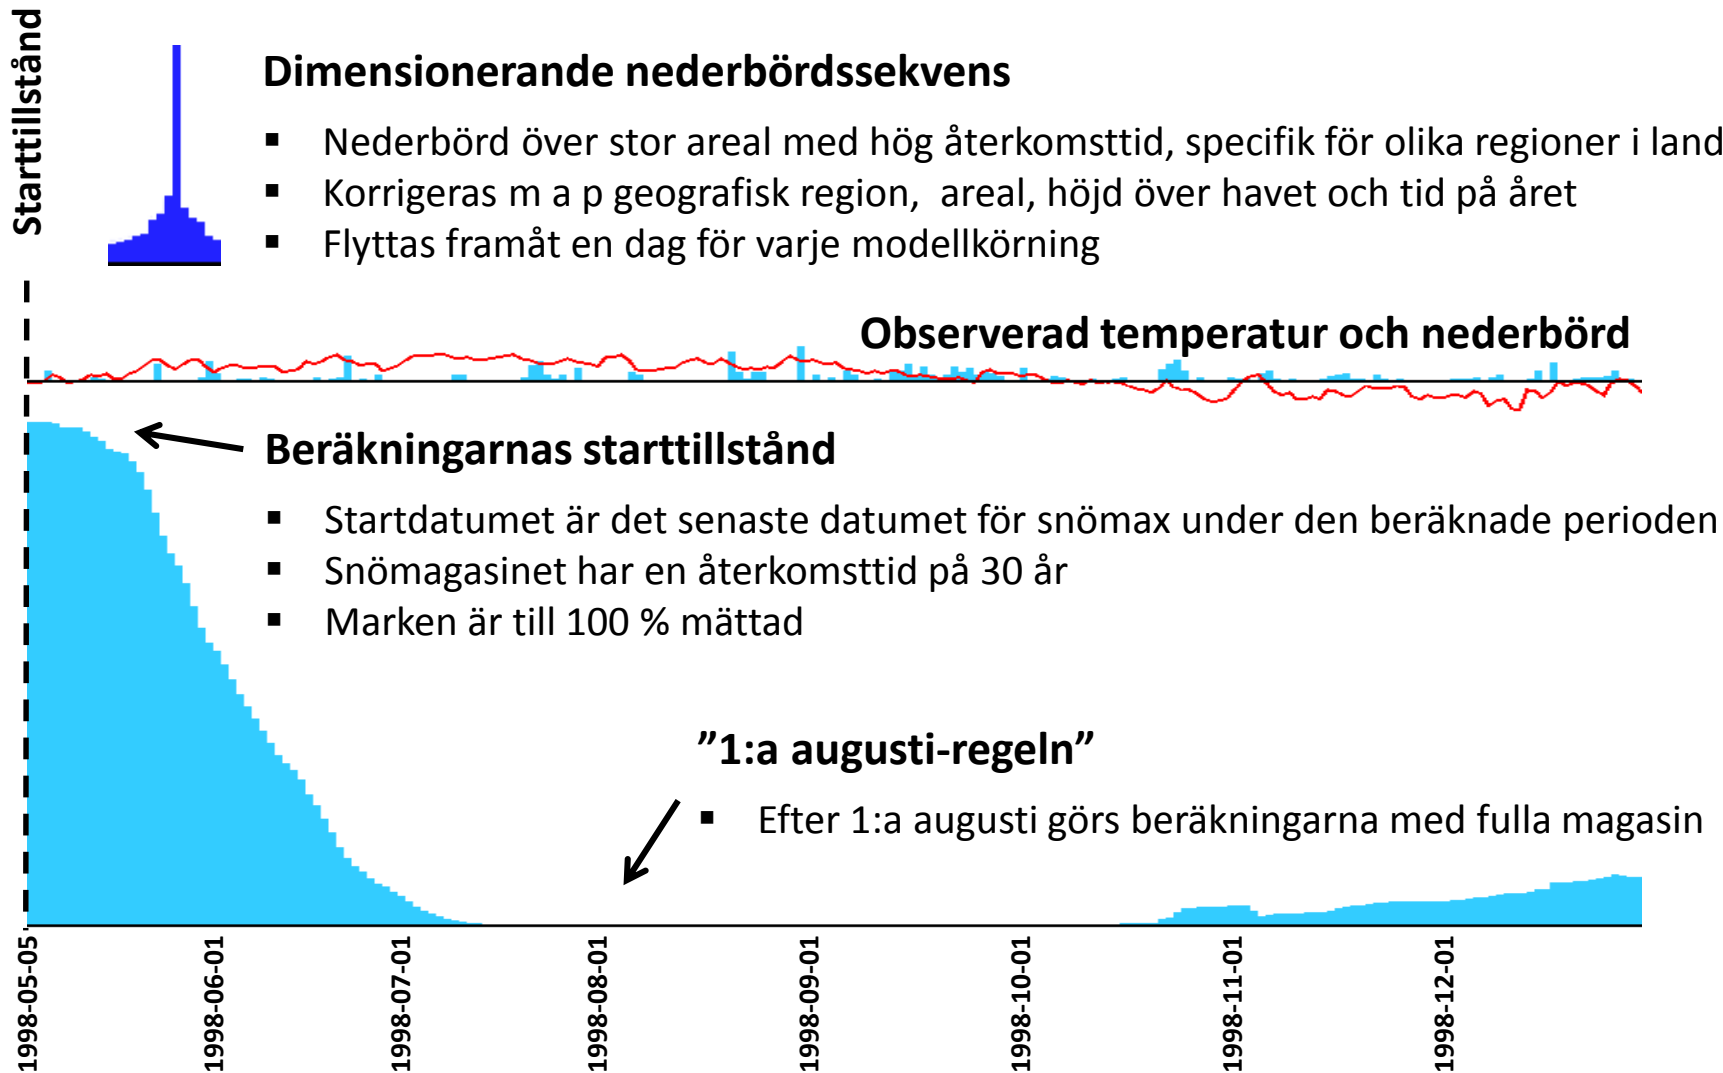 Starttillstånd
Dimensionerande nederbördssekvens
▪ Nederbörd över stor areal med hög återkomsttid, specifik för olika regioner i land
▪ Korrigeras m a p geografisk region, areal, höjd över havet och tid på året
▪ Flyttas framåt en dag för varje modellkörning
Observerad temperatur och nederbörd
Beräkningarnas starttillstånd
▪ Startdatumet är det senaste datumet för snömax under den beräknade perioden
▪ Snömagasinet har en återkomsttid på 30 år
▪ Marken är till 100 % mättad
”1:a augusti-regeln”
▪ Efter 1:a augusti görs beräkningarna med fulla magasin
1998-05-05
1998-06-01
1998-07-01
1998-08-01
1998-09-01
1998-10-01
1998-11-01
1998-12-01